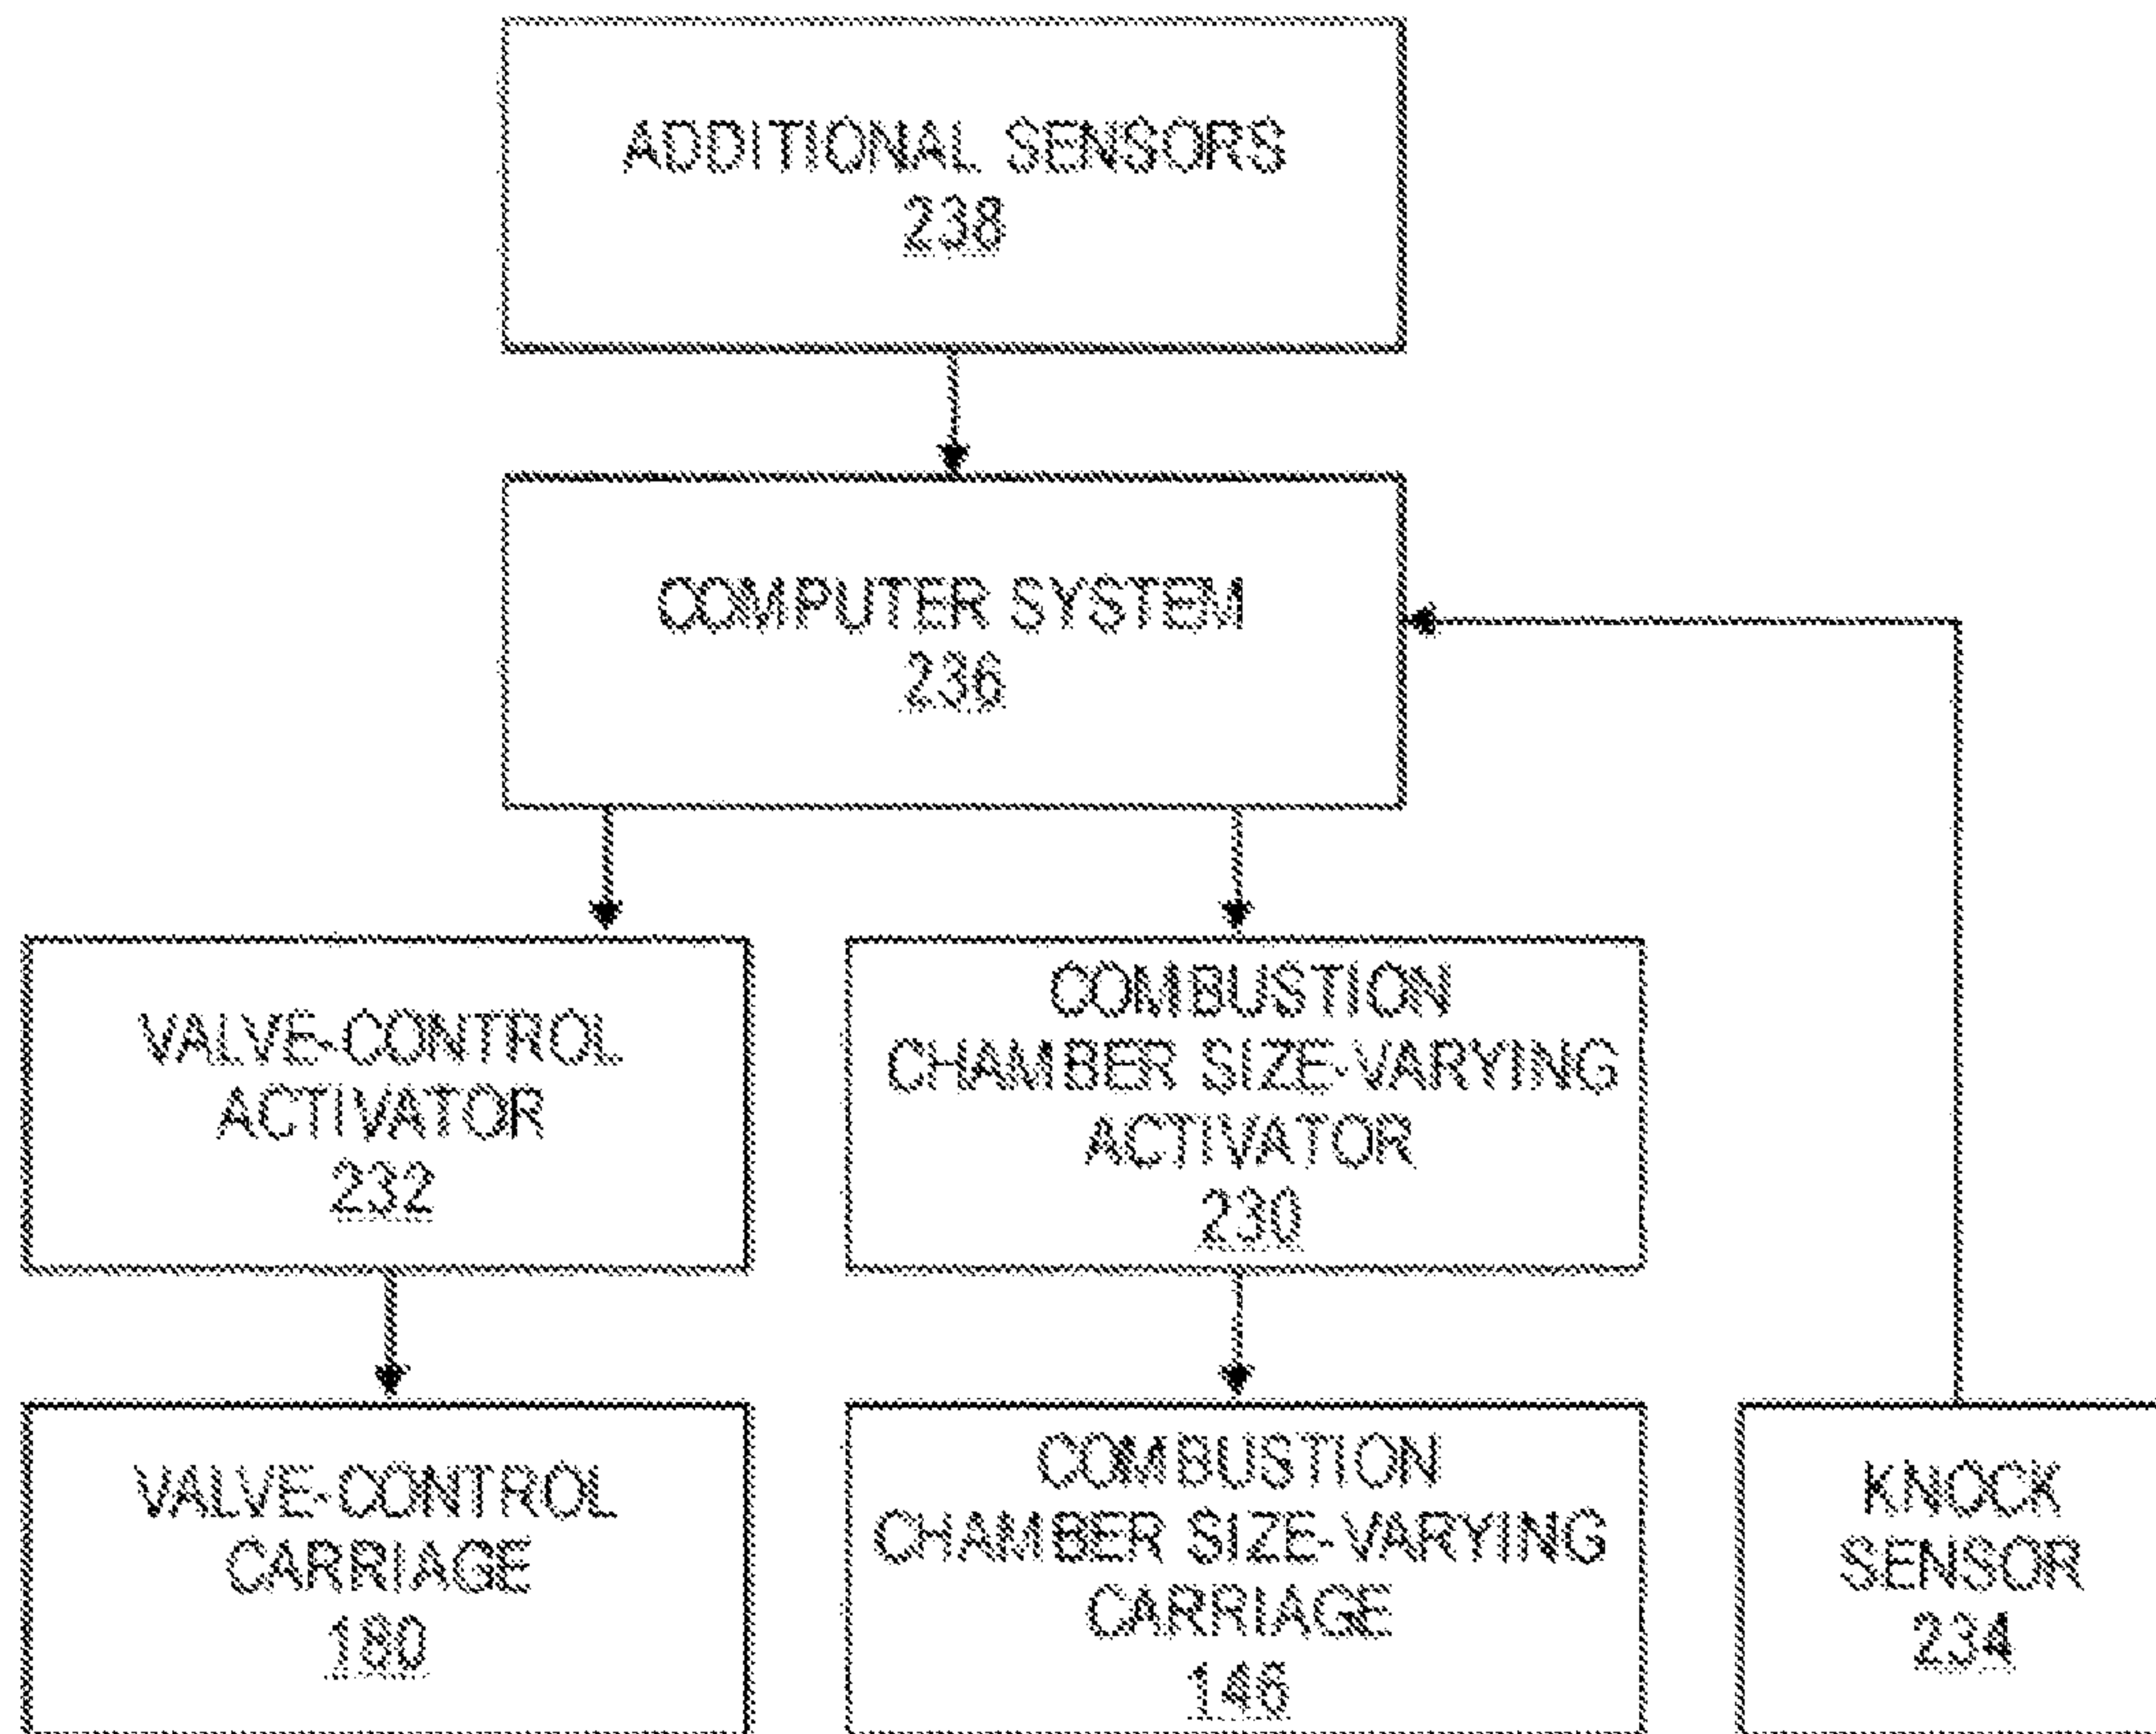 ADDITIONAL SENSORS
238
COMPUTER SYSTEM
236
VALVE-CONTROL
ACTIVATOR
232
COMBUSTION
CHAMBER SIZE-VARYING
ACTIVATOR
230
VALVE-CONTROL
CARRIAGE
180
COMBUSTION
CHAMBER SIZE-VARYING
CARRIAGE
KNOCK
SENSOR
234